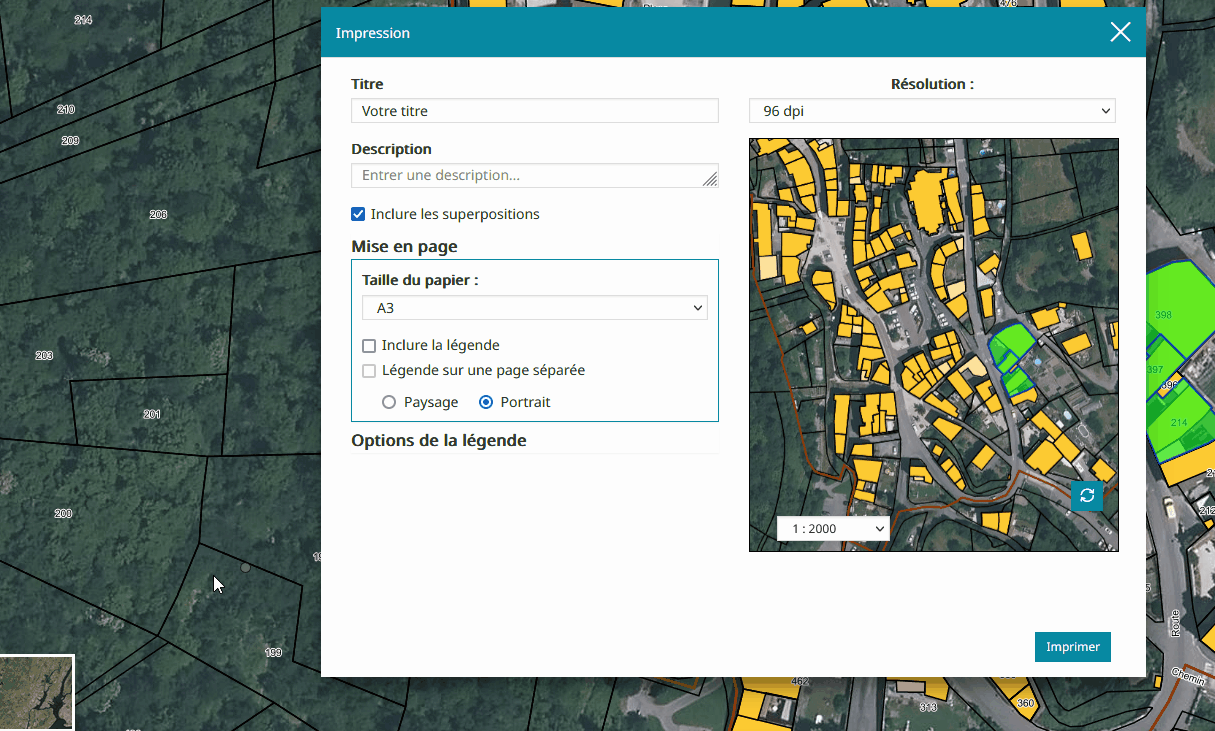 214
476
Impression
Titre
Résolution :
Votre titre
96 dpi
210
209
Description
Entrer une description...
206
Inclure les superpositions
Mise en page
Taille du papier :
A3
398
203
Inclure la légende
Légende sur une page séparée
397
396
201
Paysage
Portrait
214
Options de la légende
200
212
1 : 2000
199
Route
Imprimer
Chemin
462
313
360